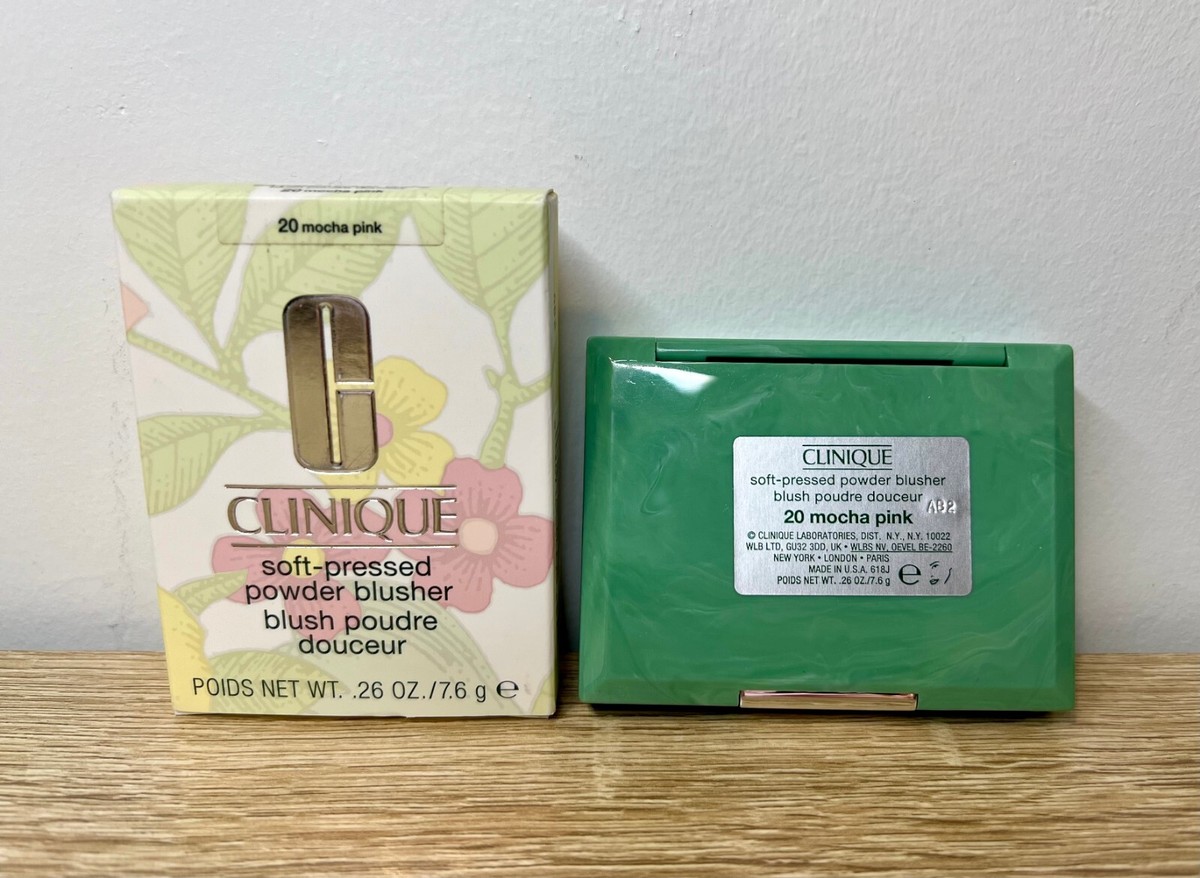 20 mocha pink
CLINIQUE
soft-pressed
powder blusher
blush poudre
douceur
POIDS NET WT. .26 OZ./7.6 g e
CLINIQUE
soft-pressed powder blusher
blush poudre douceur
AB2
20 mocha pink
© CLINIQUE LABORATORIES, DIST. N.Y., N.Y. 10022
WLB LTD, GU32 3DD, UK • WLBS NV, OEVEL BE-2260
NEW YORK • LONDON • PARIS
MADE IN U.S.A. 618J
POIDS NET WT. .26 OZ./7.6 g e